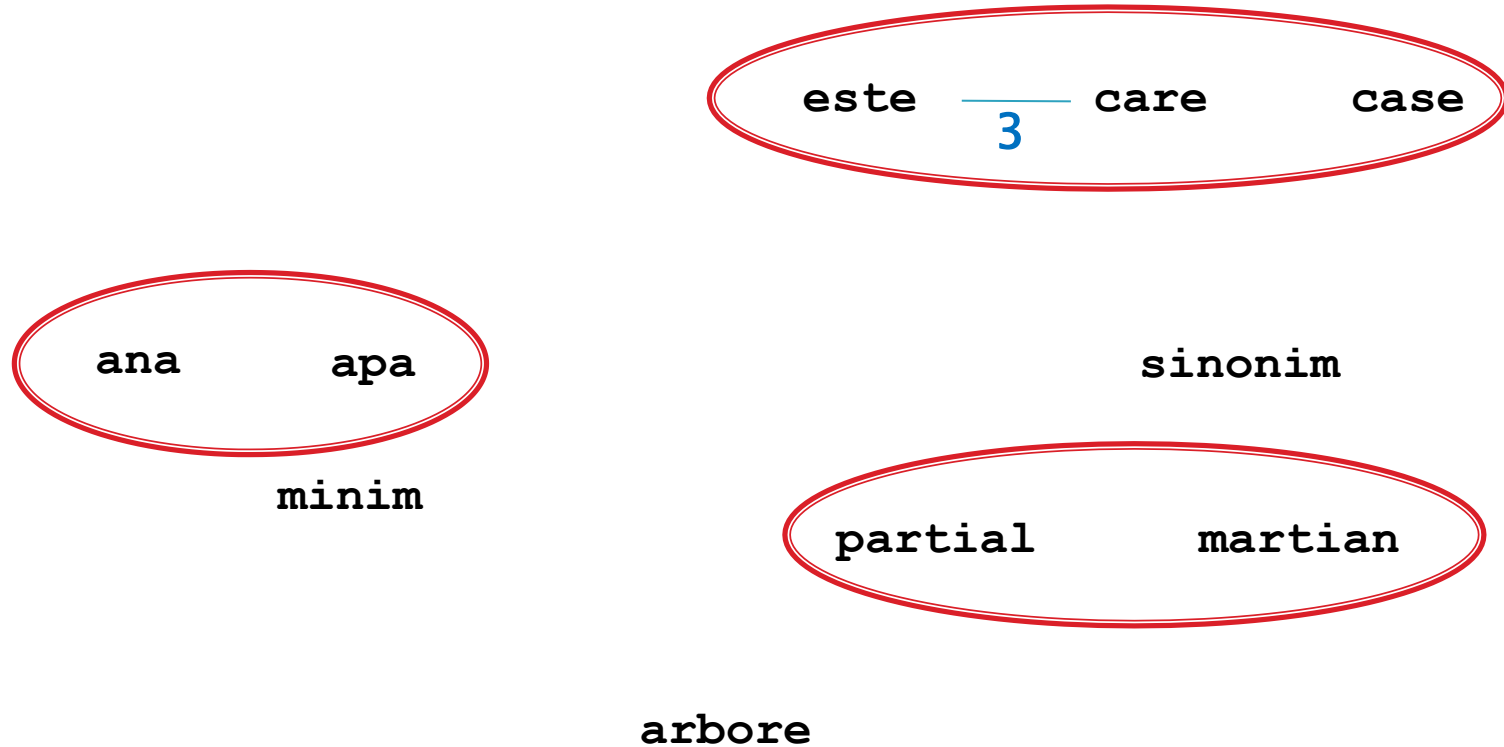 este care case
3
ana apa
sinonim
minim
partial martian
arbore